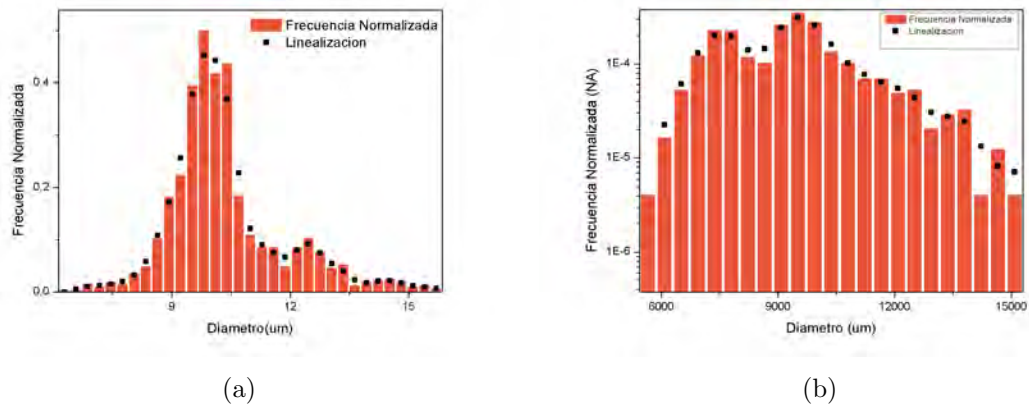 Frecuencia Normalizada
Linealizacion
Frecuencia Normalizada
0,4
0,2
0,0
9
12
15
Diametro(um)
(a)
Frecuencia Normalizada
Linealizacion
Frecuencia Normalizada (NA)
1E-4
1E-5
1E-6
6000
9000
12000
15000
Diametro (um)
(b)